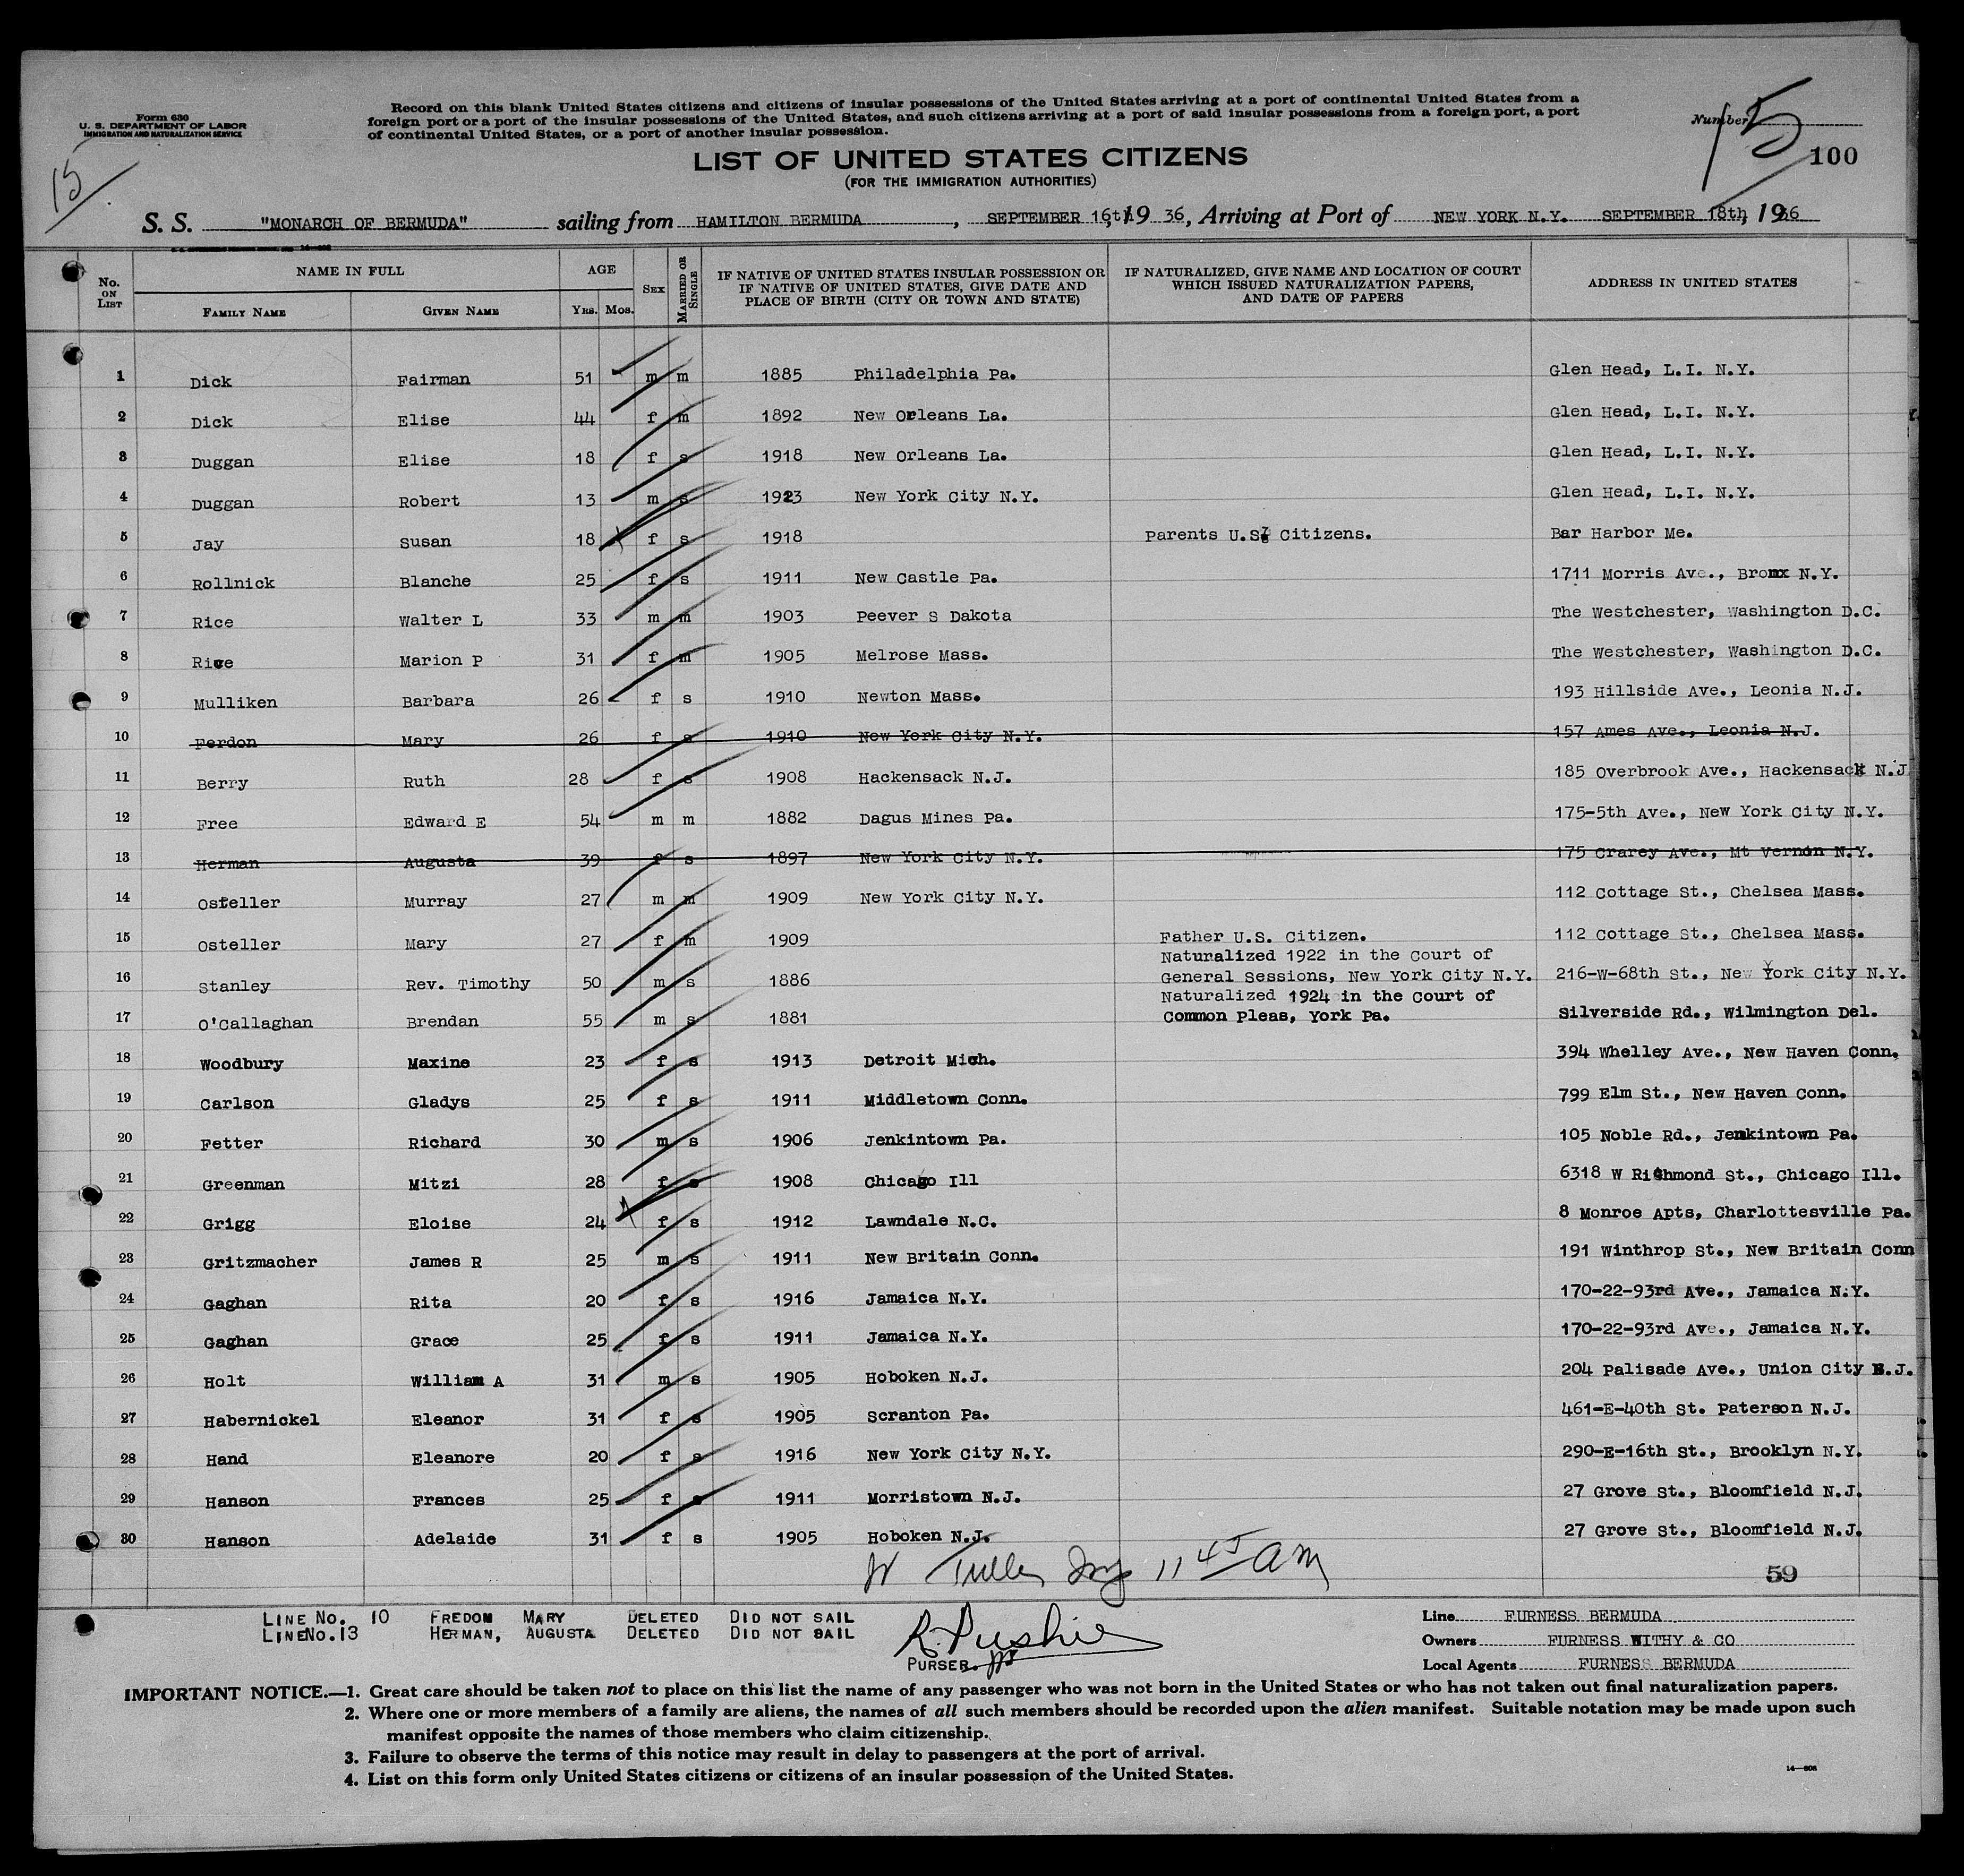 Form 630
U. S. DEPARTMENT OF LABOR
IMMIGRATION AND NATURALIZATION SERVICE
Record on this blank United States citizens and citizens of insular possessions of the United States arriving at a port of continental United States from a
foreign port or a port of the insular possessions of the United States, and such citizens arriving at a port of said insular possessions from a foreign port, a port
of continental United States, or a port of another insular possession.
Number 15
100
15
LIST OF UNITED STATES CITIZENS
(FOR THE IMMIGRATION AUTHORITIES)
S. S. "MONARCH OF BERMUDA" sailing from HAMILTON BERMUDA, SEPTEMBER 16th, 19 36, Arriving at Port of NEW YORK N.Y. SEPTEMBER 18th, 1936
No. ON LIST | NAME IN FULL | AGE | SEX | MARRIED OR SINGLE | IF NATIVE OF UNITED STATES INSULAR POSSESSION OR IF NATIVE OF UNITED STATES, GIVE DATE AND PLACE OF BIRTH (CITY OR TOWN AND STATE) | IF NATURALIZED, GIVE NAME AND LOCATION OF COURT WHICH ISSUED NATURALIZATION PAPERS, AND DATE OF PAPERS | ADDRESS IN UNITED STATES
FAMILY NAME | GIVEN NAME | YRS. | MOS.
1 Dick Fairman 51 m m 1885 Philadelphia Pa. Glen Head, L.I. N.Y.
2 Dick Elise 44 f m 1892 New Orleans La. Glen Head, L.I. N.Y.
3 Duggan Elise 18 f s 1918 New Orleans La. Glen Head, L.I. N.Y.
4 Duggan Robert 13 m s 1923 New York City N.Y. Glen Head, L.I. N.Y.
5 Jay Susan 18 f s 1918 Parents U.S. Citizens. Bar Harbor Me.
6 Rollnick Blanche 25 f s 1911 New Castle Pa. 1711 Morris Ave., Bronx N.Y.
7 Rice Walter L 33 m m 1903 Peever S Dakota The Westchester, Washington D.C.
8 Rice Marion P 31 f m 1905 Melrose Mass. The Westchester, Washington D.C.
9 Mulliken Barbara 26 f s 1910 Newton Mass. 193 Hillside Ave., Leonia N.J.
10 Ferdon Mary 26 f s 1910 New York City N.Y. 157 Ames Ave., Leonia N.J.
11 Berry Ruth 28 f s 1908 Hackensack N.J. 185 Overbrook Ave., Hackensack N.J
12 Free Edward E 54 m m 1882 Dagus Mines Pa. 175-5th Ave., New York City N.Y.
13 Herman Augusta 39 f s 1897 New York City N.Y. 175 Crarey Ave., Mt Vernon N.Y.
14 Osteller Murray 27 m m 1909 New York City N.Y. 112 Cottage St., Chelsea Mass.
15 Osteller Mary 27 f m 1909 Father U.S. Citizen. 112 Cottage St., Chelsea Mass.
Naturalized 1922 in the Court of
16 Stanley Rev. Timothy 50 m s 1886 General Sessions, New York City N.Y. 216-W-68th St., New York City N.Y.
Naturalized 1924 in the Court of
17 O'Callaghan Brendan 55 m s 1881 Common Pleas, York Pa. Silverside Rd., Wilmington Del.
18 Woodbury Maxine 23 f s 1913 Detroit Mich. 394 Whelley Ave., New Haven Conn.
19 Carlson Gladys 25 f s 1911 Middletown Conn. 799 Elm St., New Haven Conn.
20 Fetter Richard 30 m s 1906 Jenkintown Pa. 105 Noble Rd., Jenkintown Pa.
21 Greenman Mitzi 28 f s 1908 Chicago Ill 6318 W Richmond St., Chicago Ill.
22 Grigg Eloise 24 f s 1912 Lawndale N.C. 8 Monroe Apts, Charlottesville Pa.
23 Gritzmacher James R 25 m s 1911 New Britain Conn. 191 Winthrop St., New Britain Conn
24 Gaghan Rita 20 f s 1916 Jamaica N.Y. 170-22-93rd Ave., Jamaica N.Y.
25 Gaghan Grace 25 f s 1911 Jamaica N.Y. 170-22-93rd Ave., Jamaica N.Y.
26 Holt William A 31 m s 1905 Hoboken N.J. 204 Palisade Ave., Union City N.J.
27 Habernickel Eleanor 31 f s 1905 Scranton Pa. 461-E-40th St. Paterson N.J.
28 Hand Eleanore 20 f s 1916 New York City N.Y. 290-E-16th St., Brooklyn N.Y.
29 Hanson Frances 25 f s 1911 Morristown N.J. 27 Grove St., Bloomfield N.J.
30 Hanson Adelaide 31 f s 1905 Hoboken N.J. 27 Grove St., Bloomfield N.J.
11 45 am
59
LINE NO. 10 FREDOM MARY DELETED DID NOT SAIL
LINE NO. 13 HERMAN, AUGUSTA DELETED DID NOT SAIL
PURSER.
Line FURNESS BERMUDA
Owners FURNESS WITHY & CO
Local Agents FURNESS BERMUDA
IMPORTANT NOTICE.—1. Great care should be taken not to place on this list the name of any passenger who was not born in the United States or who has not taken out final naturalization papers.
2. Where one or more members of a family are aliens, the names of all such members should be recorded upon the alien manifest. Suitable notation may be made upon such
manifest opposite the names of those members who claim citizenship.
3. Failure to observe the terms of this notice may result in delay to passengers at the port of arrival.
4. List on this form only United States citizens or citizens of an insular possession of the United States.